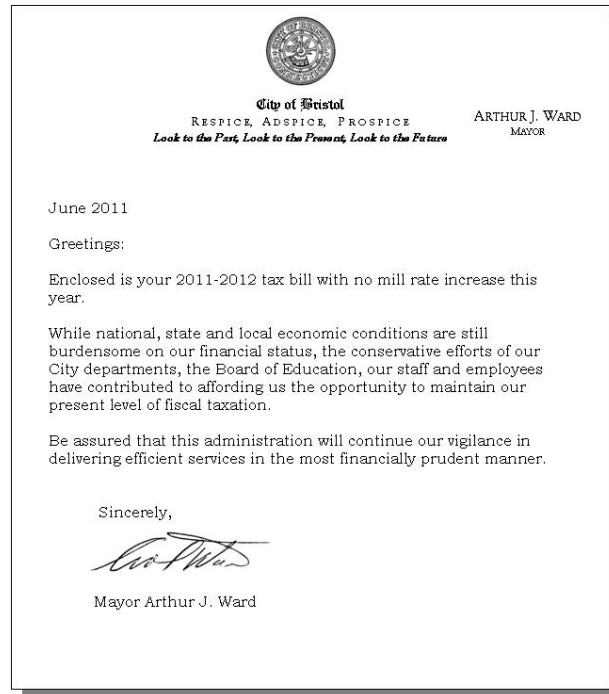 City of Bristol
RESPICE, ADSPICE, PROSPICE
Look to the Past, Look to the Present, Look to the Future
ARTHUR J. WARD
MAYOR
June 2011
Greetings:
Enclosed is your 2011-2012 tax bill with no mill rate increase this
year.
While national, state and local economic conditions are still
burdensome on our financial status, the conservative efforts of our
City departments, the Board of Education, our staff and employees
have contributed to affording us the opportunity to maintain our
present level of fiscal taxation.
Be assured that this administration will continue our vigilance in
delivering efficient services in the most financially prudent manner.
Sincerely,
Mayor Arthur J. Ward